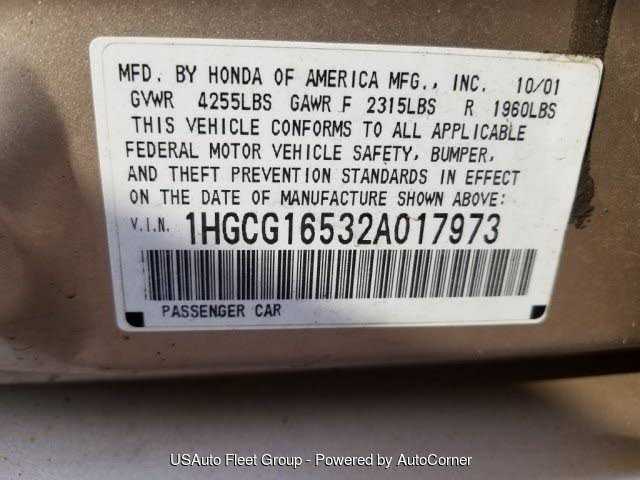 MFD. BY HONDA OF AMERICA MFG., INC. 10/01
GVWR 4255LBS GAWR F 2315LBS R 1960LBS
THIS VEHICLE CONFORMS TO ALL APPLICABLE
FEDERAL MOTOR VEHICLE SAFETY, BUMPER,
AND THEFT PREVENTION STANDARDS IN EFFECT
ON THE DATE OF MANUFACTURE SHOWN ABOVE:
V.I.N. 1HGCG16532A017973
PASSENGER CAR
USAuto Fleet Group - Powered by AutoCorner